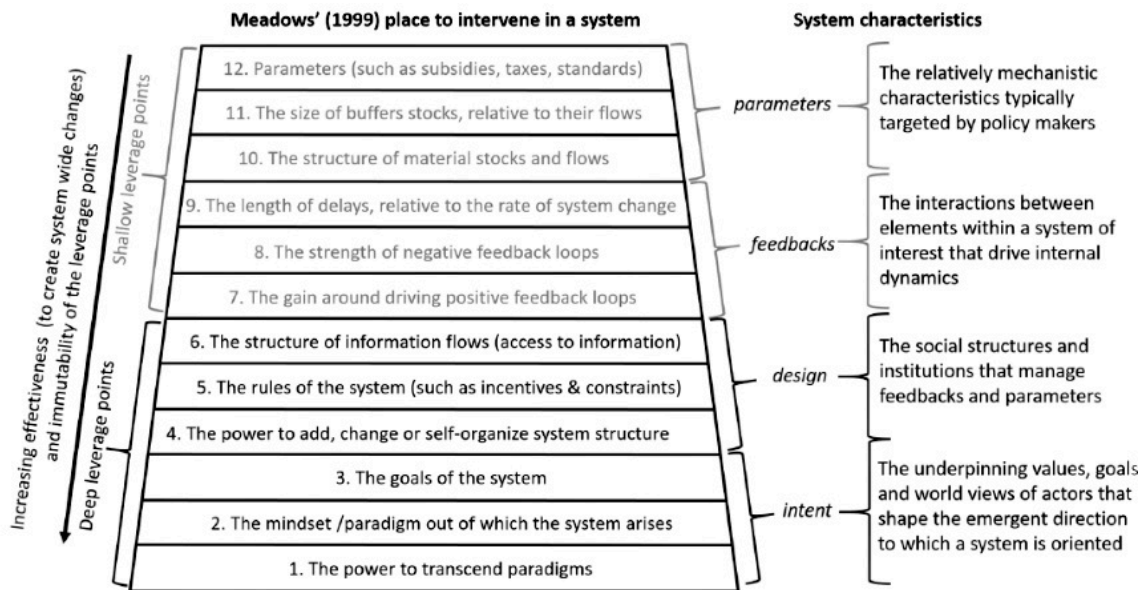 Meadows' (1999) place to intervene in a system
System characteristics
Increasing effectiveness (to create system wide changes)
and immutability of the leverage points
Shallow leverage points
Deep leverage points
12. Parameters (such as subsidies, taxes, standards)
11. The size of buffers stocks, relative to their flows
10. The structure of material stocks and flows
9. The length of delays, relative to the rate of system change
8. The strength of negative feedback loops
7. The gain around driving positive feedback loops
6. The structure of information flows (access to information)
5. The rules of the system (such as incentives & constraints)
4. The power to add, change or self-organize system structure
3. The goals of the system
2. The mindset /paradigm out of which the system arises
1. The power to transcend paradigms
parameters
The relatively mechanistic
characteristics typically
targeted by policy makers
feedbacks
The interactions between
elements within a system of
interest that drive internal
dynamics
design
The social structures and
institutions that manage
feedbacks and parameters
intent
The underpinning values, goals
and world views of actors that
shape the emergent direction
to which a system is oriented